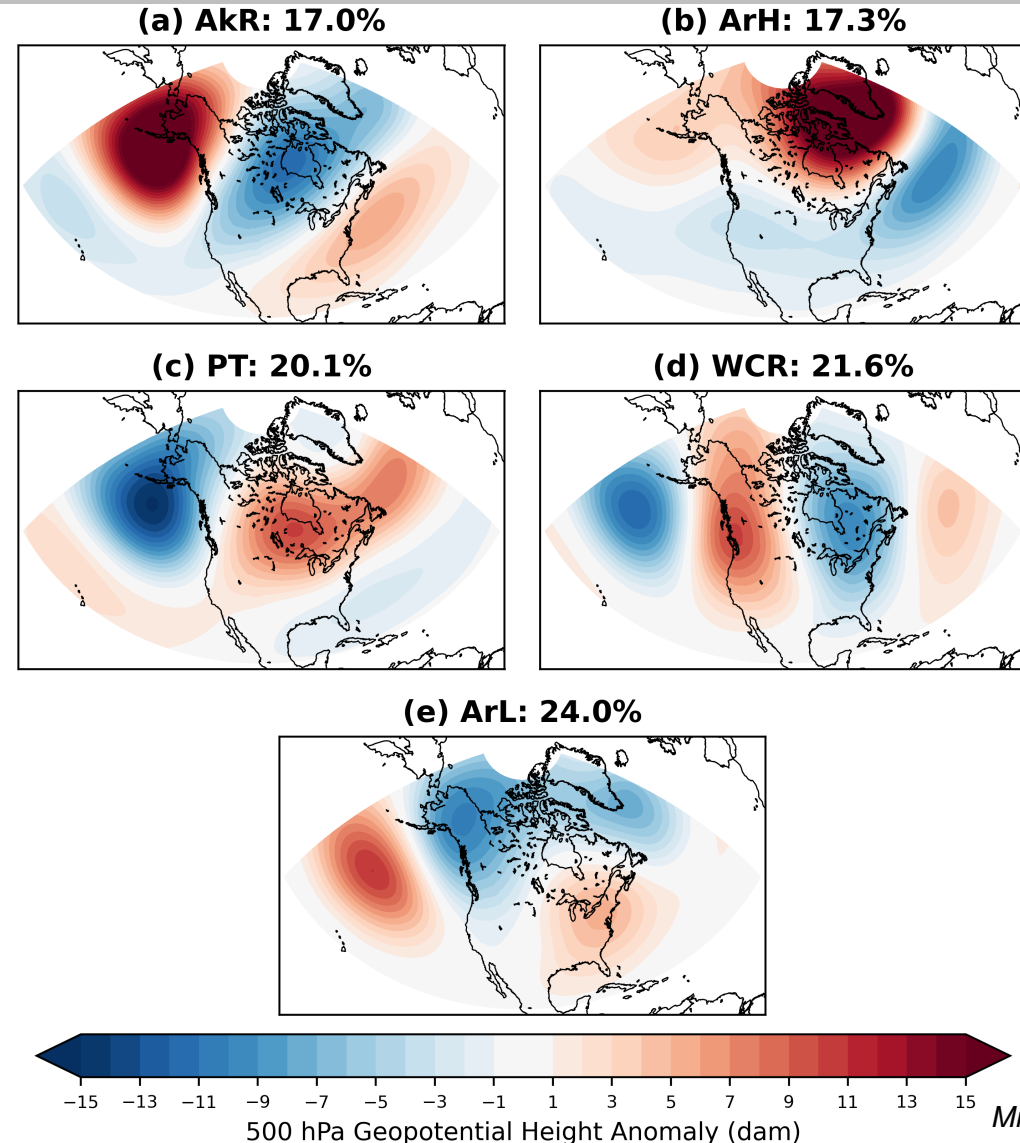 (a) AkR: 17.0%
(b) ArH: 17.3%
(c) PT: 20.1%
(d) WCR: 21.6%
(e) ArL: 24.0%
−15 −13 −11 −9 −7 −5 −3 −1 1 3 5 7 9 11 13 15
500 hPa Geopotential Height Anomaly (dam)